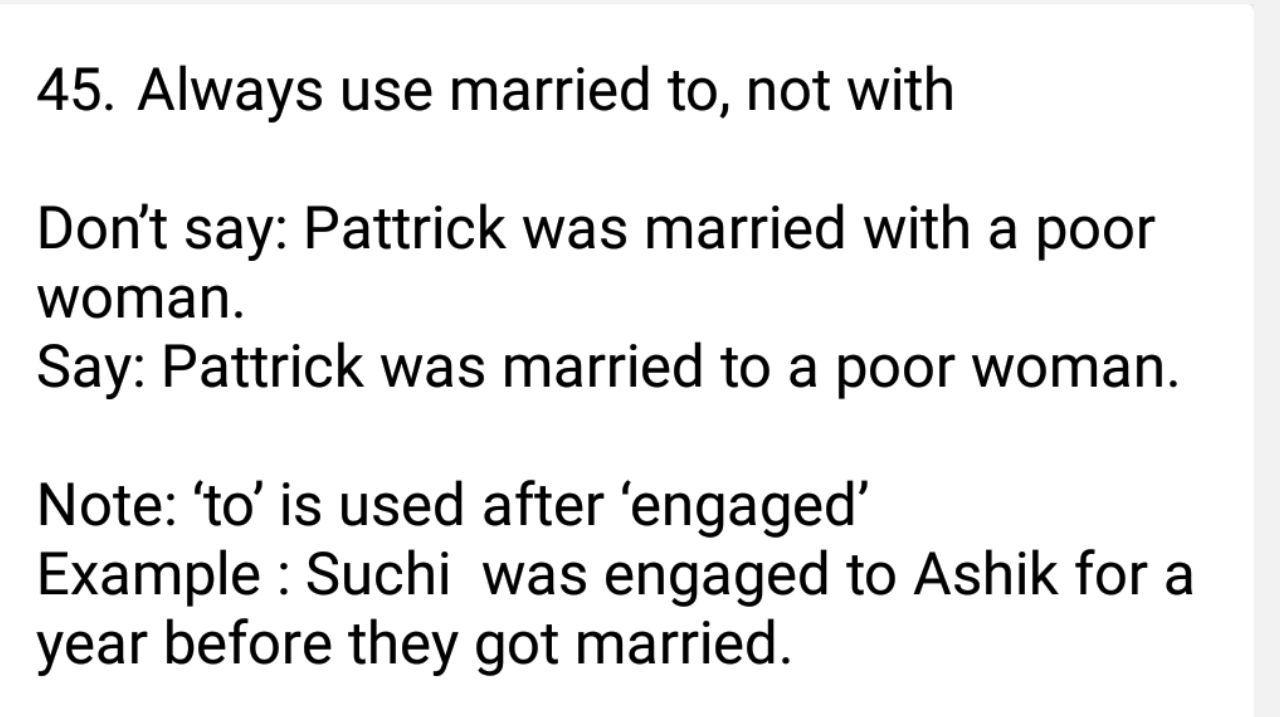 45. Always use married to, not with
Don’t say: Pattrick was married with a poor
woman.
Say: Pattrick was married to a poor woman.
Note: ‘to’ is used after ‘engaged’
Example : Suchi  was engaged to Ashik for a
year before they got married.